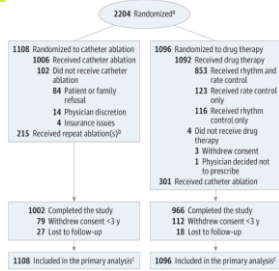 2204 Randomizedᵃ
1108 Randomized to catheter ablation
1006 Received catheter ablation
102 Did not receive catheter
ablation
84 Patient or family
refusal
14 Physician discretion
4 Insurance issues
215 Received repeat ablation(s)ᵇ
1096 Randomized to drug therapy
1092 Received drug therapy
853 Received rhythm and
rate control
123 Received rate control
only
116 Received rhythm
control only
4 Did not receive drug
therapy
3 Withdrew consent
1 Physician decided not
to prescribe
301 Received catheter ablation
1002 Completed the study
79 Withdrew consent <3 y
27 Lost to follow-up
966 Completed the study
112 Withdrew consent <3 y
18 Lost to follow-up
1108 Included in the primary analysisᶜ
1096 Included in the primary analysisᶜ